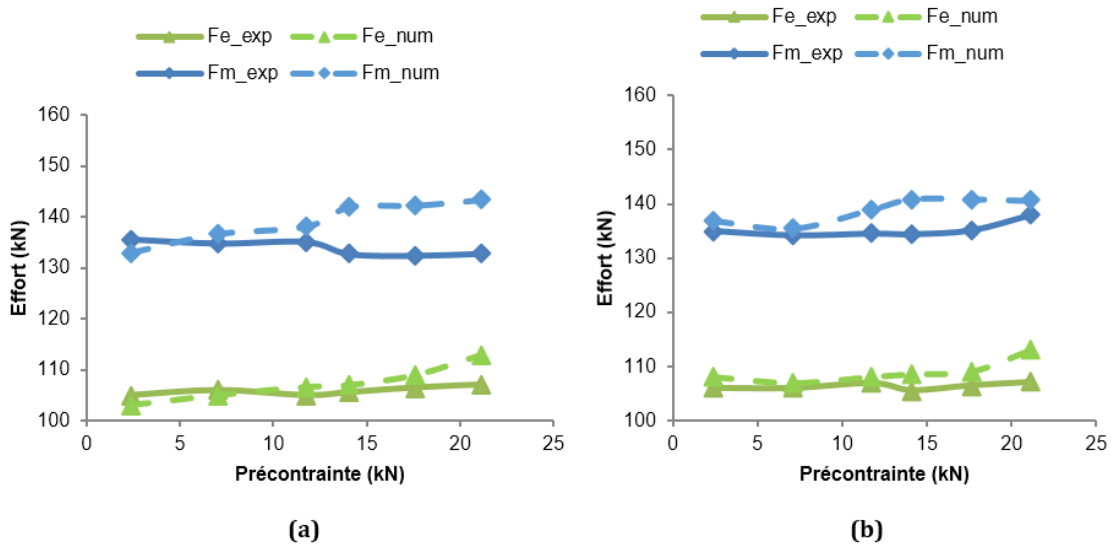 Fe_exp Fe_num
Fm_exp Fm_num
160
150
140
130
120
110
100
0 5 10 15 20 25
Effort (kN)
Précontrainte (kN)
(a)
Fe_exp Fe_num
Fm_exp Fm_num
160
150
140
130
120
110
100
0 5 10 15 20 25
Effort (kN)
Précontrainte (kN)
(b)